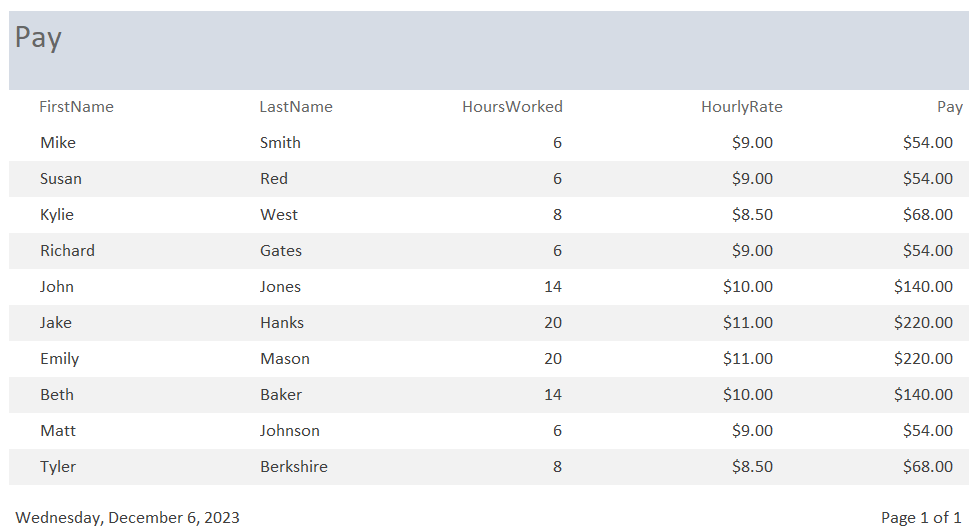 Pay
FirstName LastName HoursWorked HourlyRate Pay
Mike Smith 6 $9.00 $54.00
Susan Red 6 $9.00 $54.00
Kylie West 8 $8.50 $68.00
Richard Gates 6 $9.00 $54.00
John Jones 14 $10.00 $140.00
Jake Hanks 20 $11.00 $220.00
Emily Mason 20 $11.00 $220.00
Beth Baker 14 $10.00 $140.00
Matt Johnson 6 $9.00 $54.00
Tyler Berkshire 8 $8.50 $68.00
Wednesday, December 6, 2023 Page 1 of 1